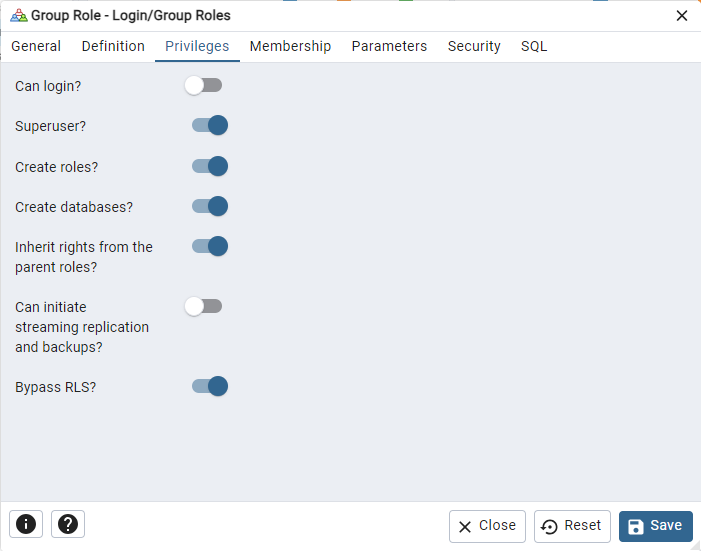 Group Role - Login/Group Roles
General Definition Privileges Membership Parameters Security SQL
Can login?
Superuser?
Create roles?
Create databases?
Inherit rights from the
parent roles?
Can initiate
streaming replication
and backups?
Bypass RLS?
Close Reset Save